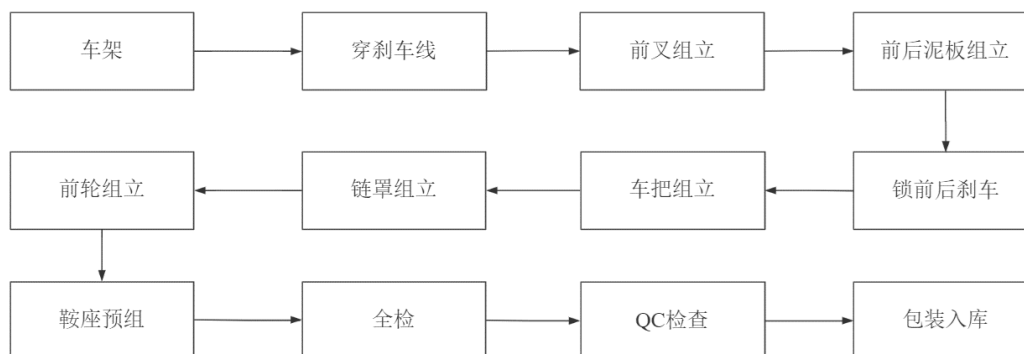 车架
穿刹车线
前叉组立
前后泥板组立
锁前后刹车
车把组立
链罩组立
前轮组立
鞍座预组
全检
QC检查
包装入库